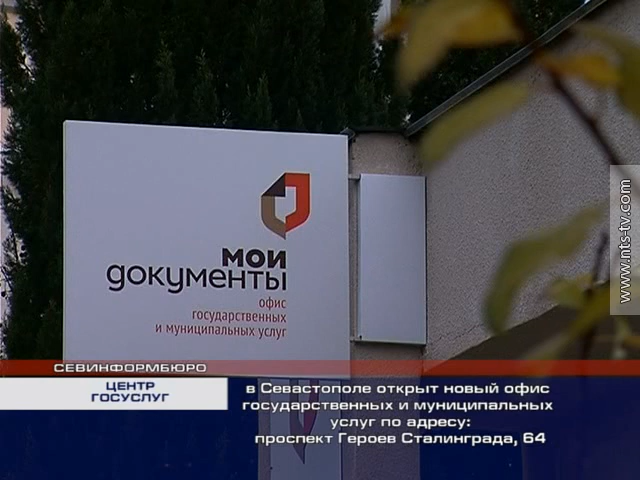 мои
документы
офис
государственных
и муниципальных услуг
www.nts-tv.com
СЕВИНФОРМБЮРО
ЦЕНТР
ГОСУСЛУГ
в Севастополе открыт новый офис
государственных и муниципальных
услуг по адресу:
проспект Героев Сталинграда, 64